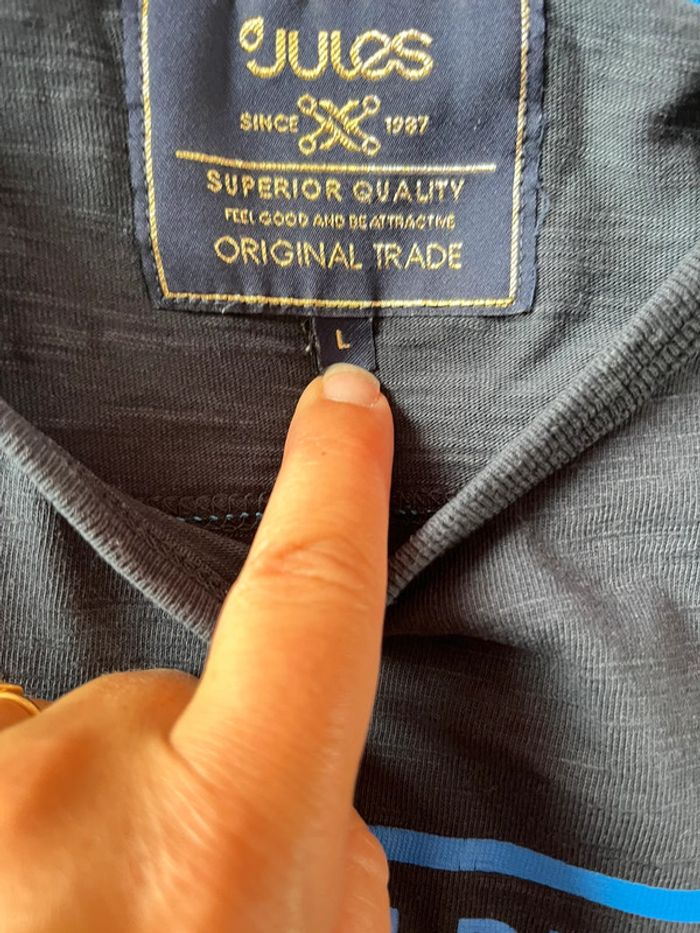 JULES
SINCE 1987
SUPERIOR QUALITY
FEEL GOOD AND BE ATTRACTIVE
ORIGINAL TRADE
L